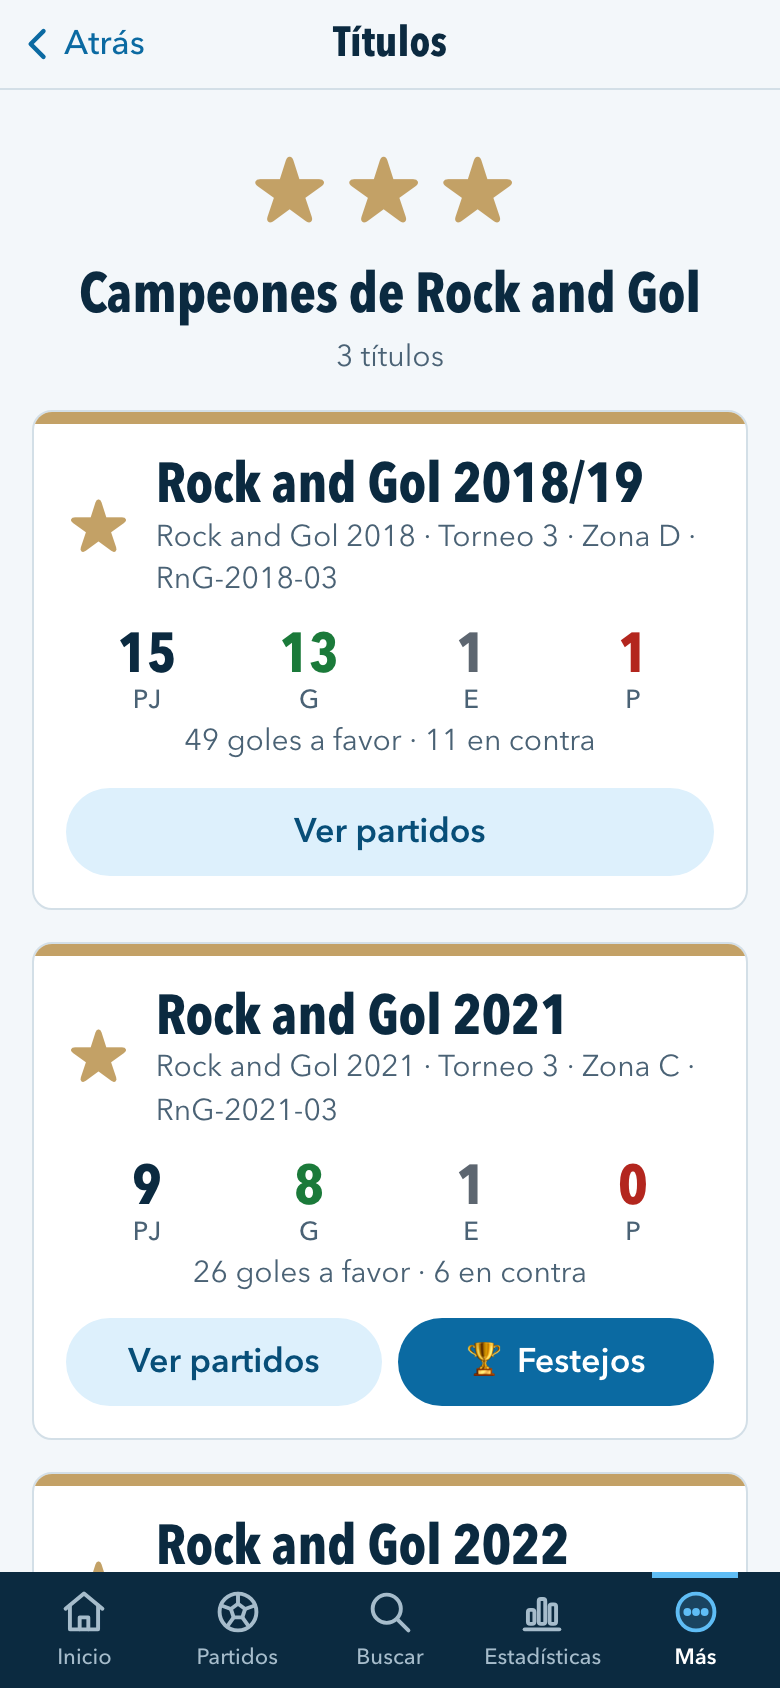 Atrás
Títulos
Campeones de Rock and Gol
3 títulos
Rock and Gol 2018/19
Rock and Gol 2018 · Torneo 3 · Zona D ·
RnG-2018-03
15 13 1 1
PJ G E P
49 goles a favor · 11 en contra
Ver partidos
Rock and Gol 2021
Rock and Gol 2021 · Torneo 3 · Zona C ·
RnG-2021-03
9 8 1 0
PJ G E P
26 goles a favor · 6 en contra
Ver partidos
🏆 Festejos
Rock and Gol 2022
Inicio
Partidos
Buscar
Estadísticas
Más